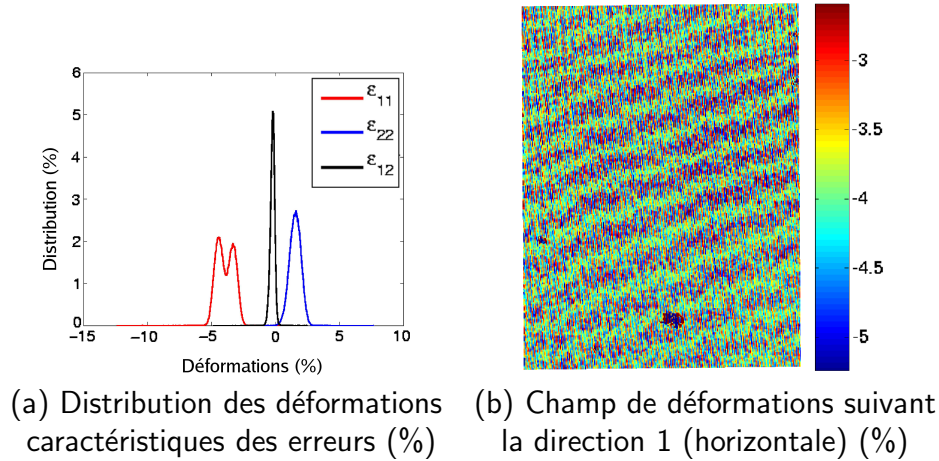 6
5
4
3
2
1
0
Distribution (%)
−15
−10
−5
0
5
10
Déformations (%)
ε11
ε22
ε12
-3
-3.5
-4
-4.5
-5
(a) Distribution des déformations
caractéristiques des erreurs (%)
(b) Champ de déformations suivant
la direction 1 (horizontale) (%)